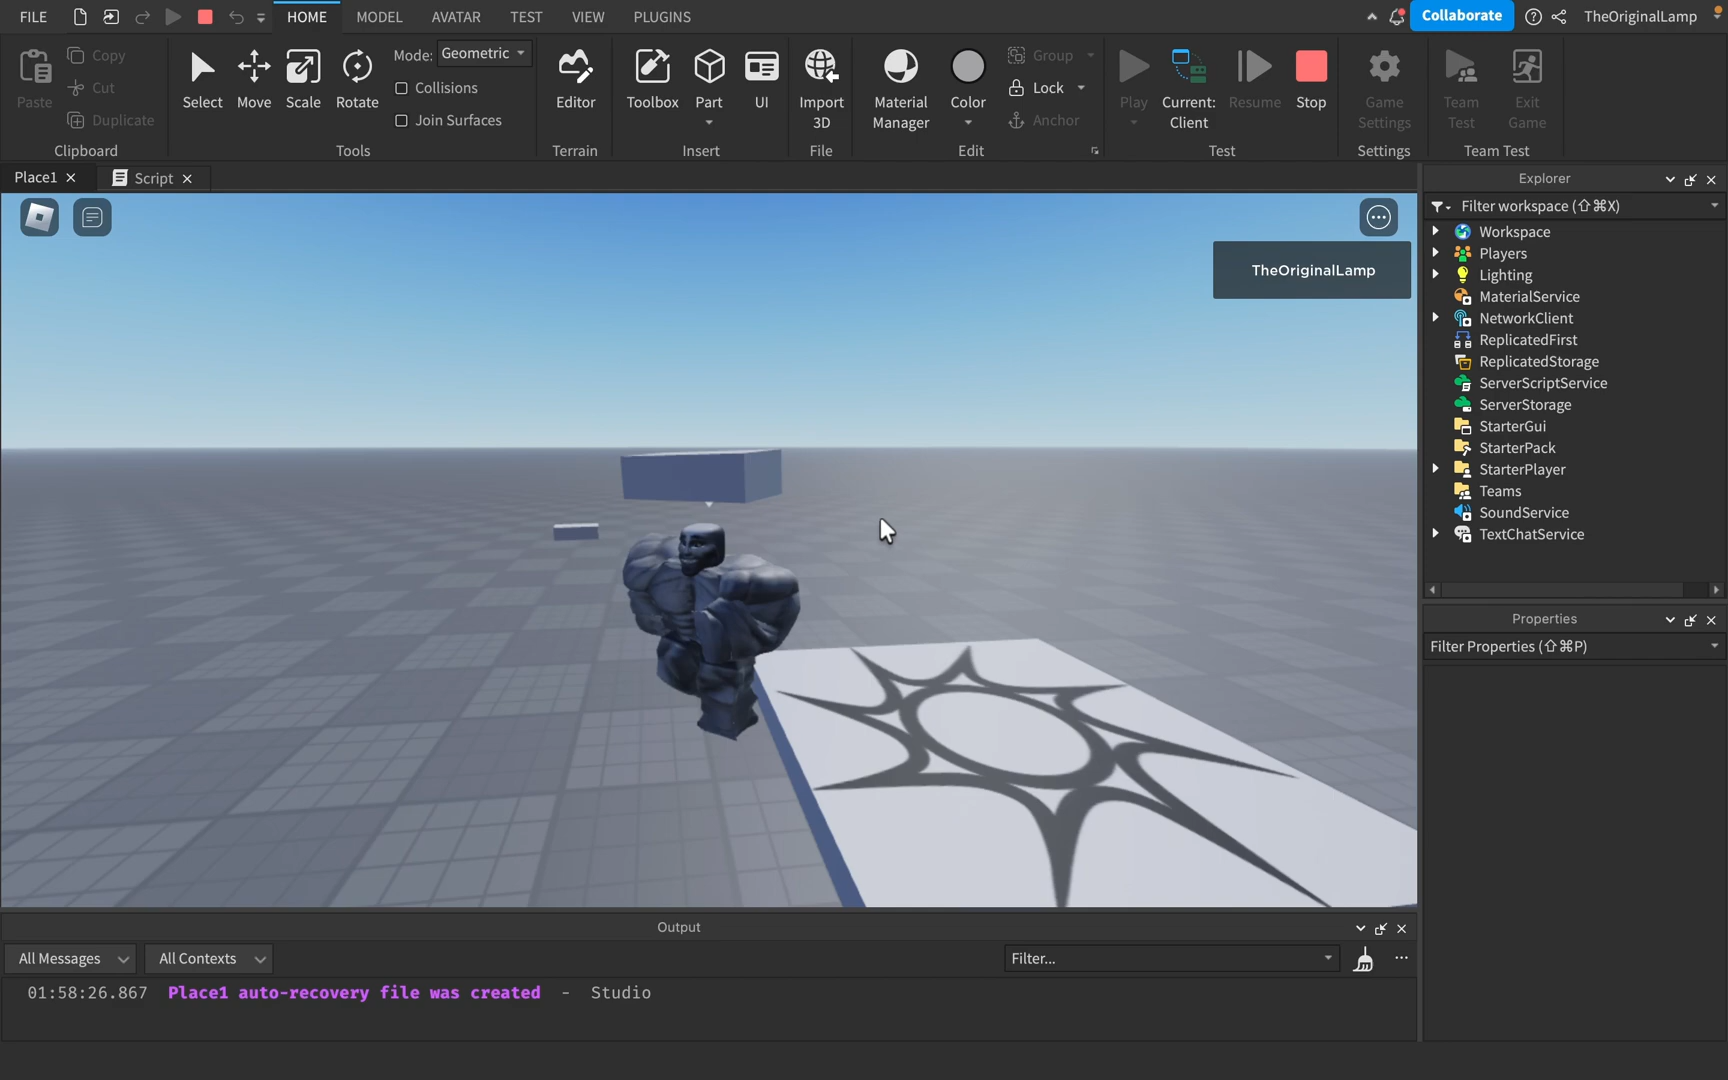 FILE HOME MODEL AVATAR TEST VIEW PLUGINS Collaborate TheOriginalLamp
Paste Copy Cut Duplicate
Clipboard
Select Move Scale Rotate
Mode: Geometric
Collisions
Join Surfaces
Tools
Editor
Terrain
Toolbox Part UI
Insert
Import 3D
File
Material Manager Color
Group
Lock
Anchor
Edit
Play Current: Client Resume Stop
Test
Game Settings
Settings
Team Test Exit Game
Team Test
Place1 Script
TheOriginalLamp
Explorer
Filter workspace (⇧⌘X)
Workspace
Players
Lighting
MaterialService
NetworkClient
ReplicatedFirst
ReplicatedStorage
ServerScriptService
ServerStorage
StarterGui
StarterPack
StarterPlayer
Teams
SoundService
TextChatService
Properties
Filter Properties (⇧⌘P)
Output
All Messages All Contexts Filter...
01:58:26.867 Place1 auto-recovery file was created - Studio